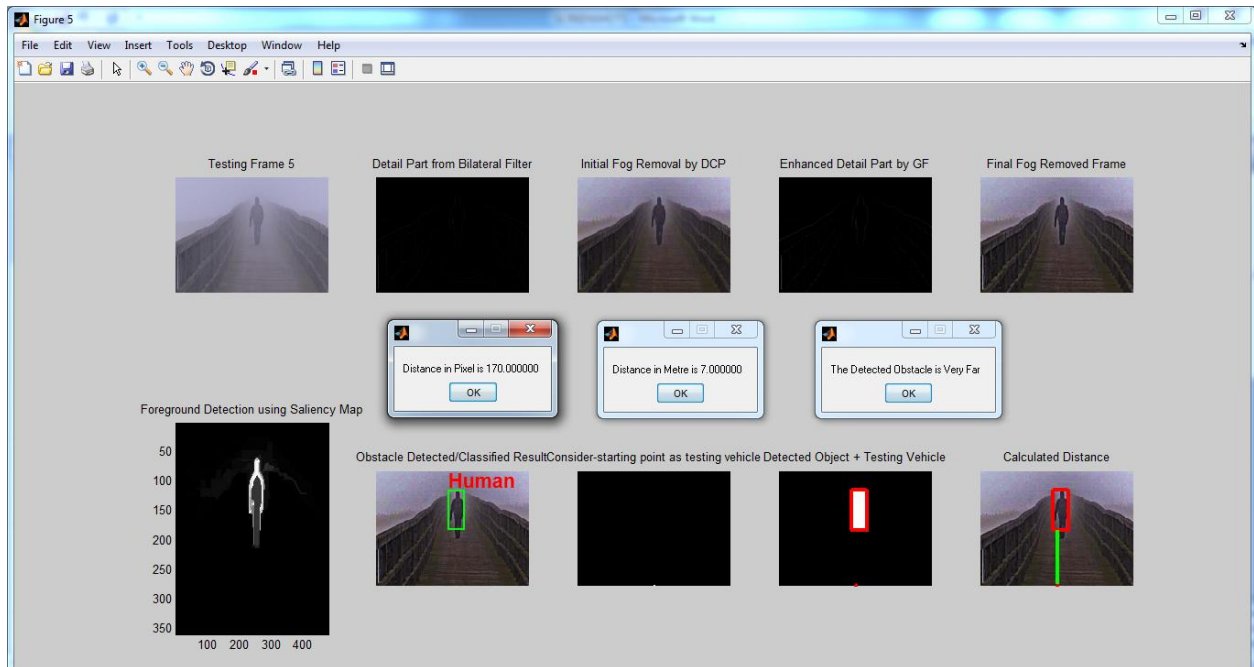 Figure 5
File Edit View Insert Tools Desktop Window Help
Testing Frame 5
Detail Part from Bilateral Filter
Initial Fog Removal by DCP
Enhanced Detail Part by GF
Final Fog Removed Frame
Distance in Pixel is 170.000000
OK
Distance in Metre is 7.000000
OK
The Detected Obstacle is Very Far
OK
Foreground Detection using Saliency Map
50
100
150
200
250
300
350
100 200 300 400
Obstacle Detected/Classified Result
Human
Consider-starting point as testing vehicle
Detected Object + Testing Vehicle
Calculated Distance